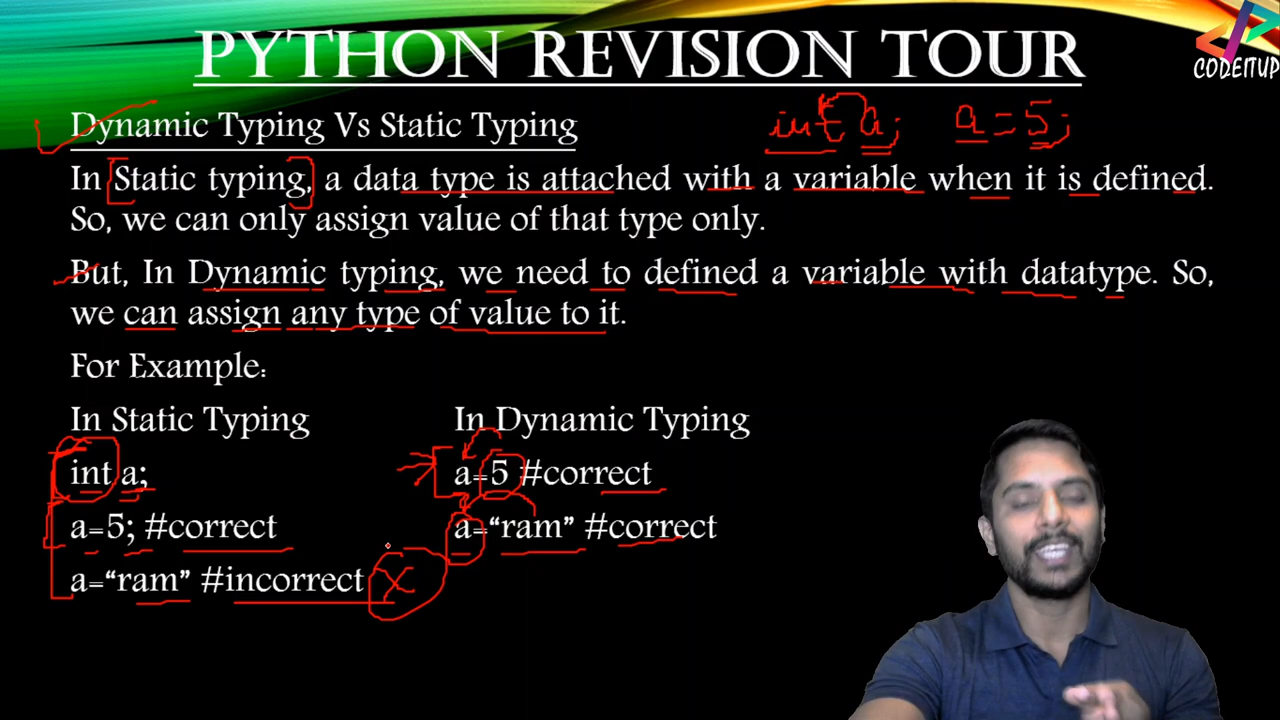 PYTHON REVISION TOUR
CODEITUP
Dynamic Typing Vs Static Typing
int a; a=5;
In Static typing, a data type is attached with a variable when it is defined.
So, we can only assign value of that type only.
But, In Dynamic typing, we need to defined a variable with datatype. So,
we can assign any type of value to it.
For Example:
In Static Typing
In Dynamic Typing
int a;
a=5 #correct
a=5; #correct
a="ram" #correct
a="ram" #incorrect